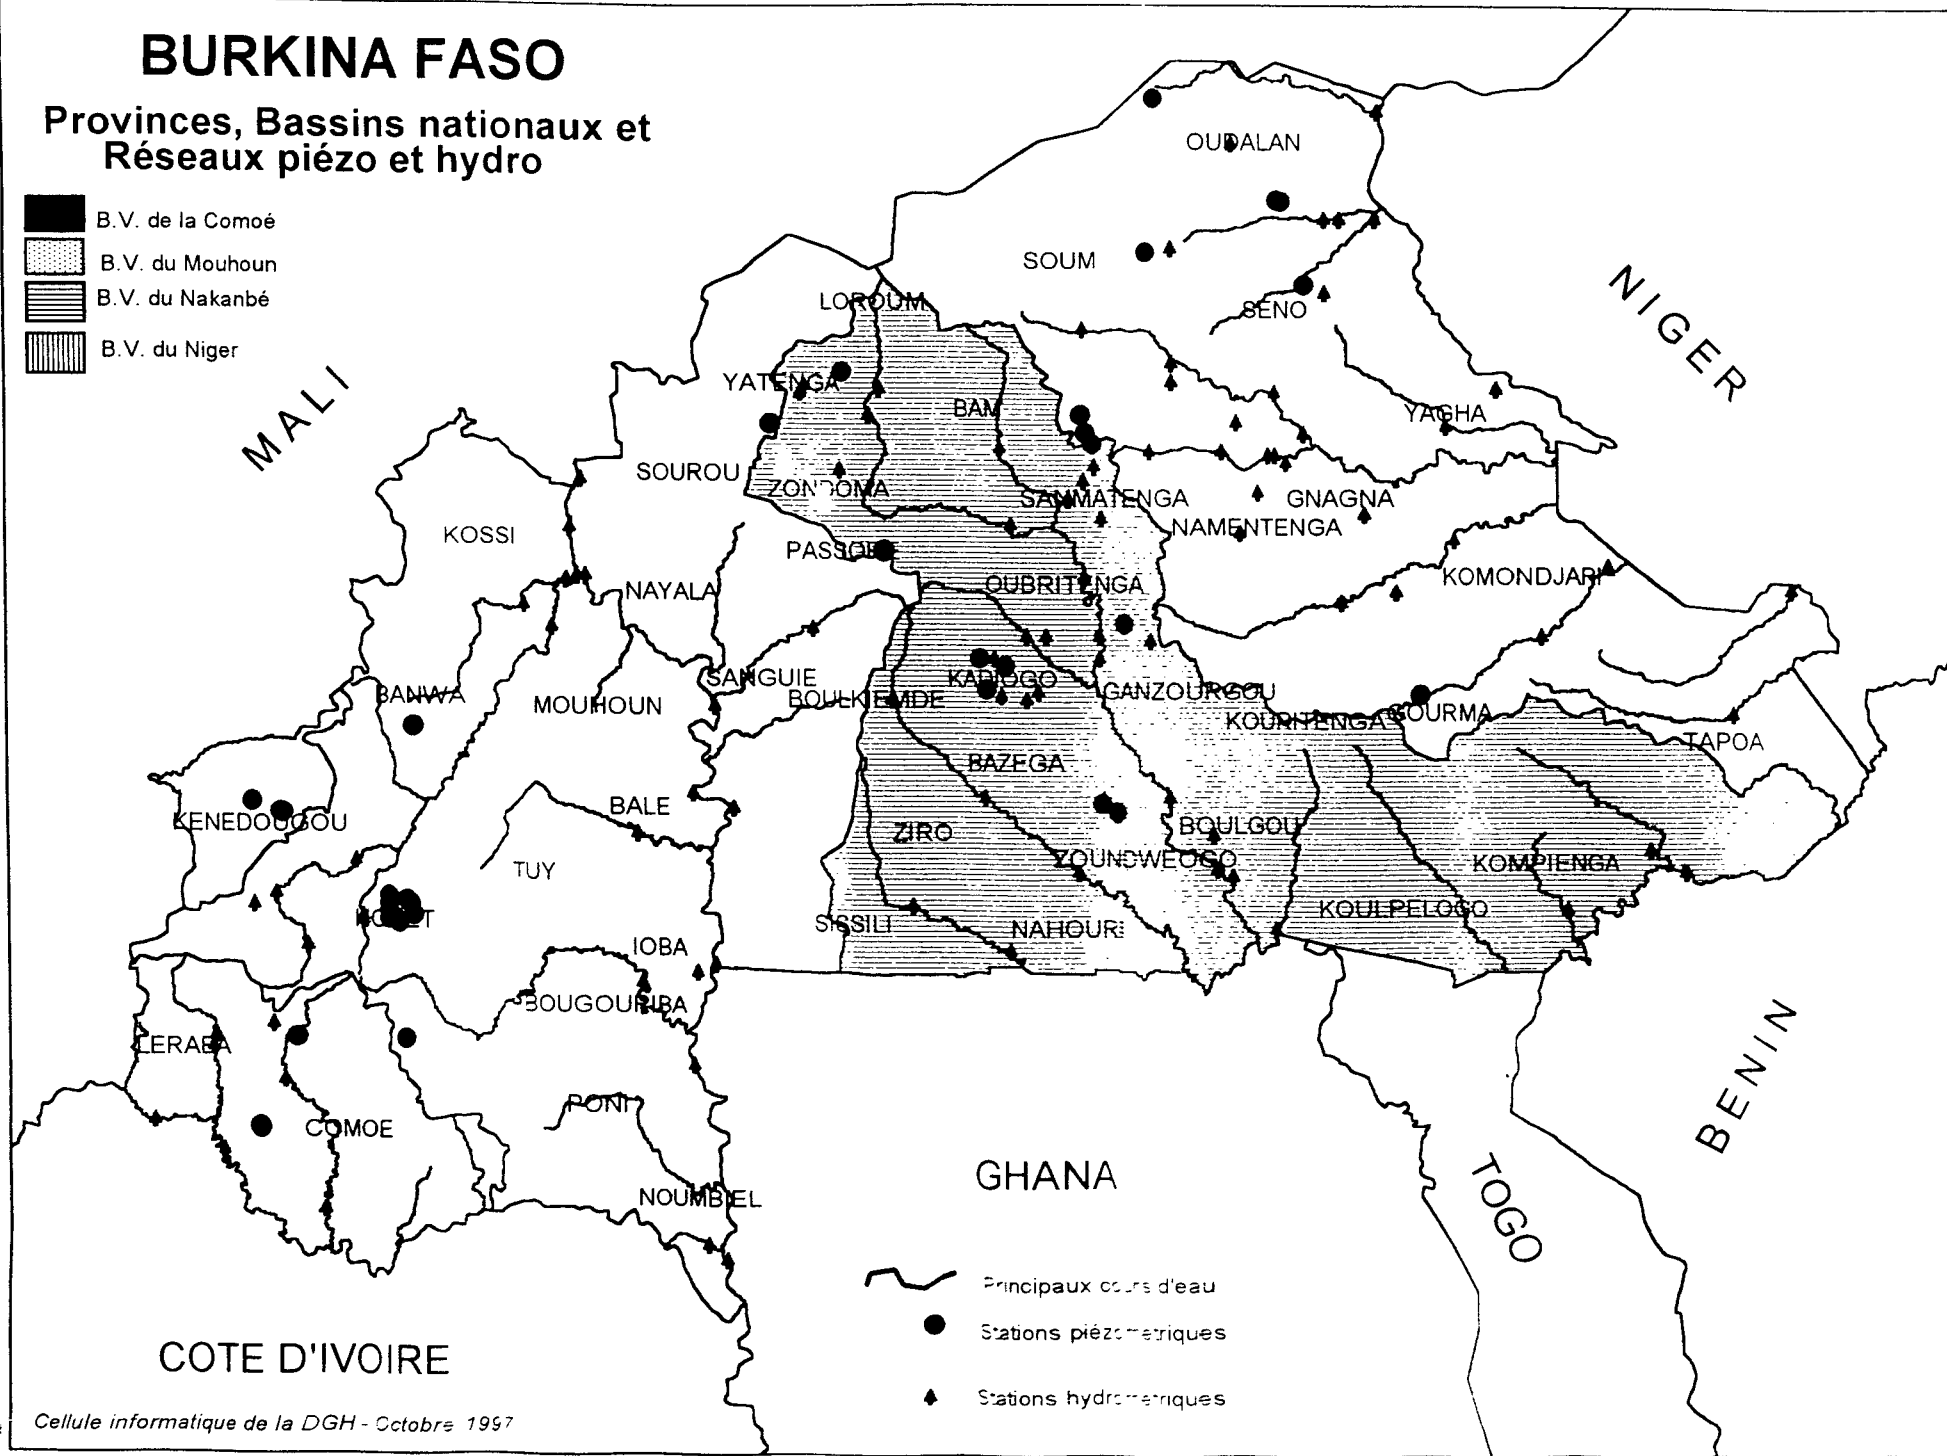 BURKINA FASO
Provinces, Bassins nationaux et
Réseaux piézo et hydro
B.V. de la Comoé
B.V. du Mouhoun
B.V. du Nakanbé
B.V. du Niger
MALI
NIGER
OUDALAN
SOUM
SENO
LOROUM
YATENGA
BAM
YAGHA
SOUROU
ZONDOMA
SANMATENGA
GNAGNA
NAMENTENGA
KOSSI
PASSORE
NAYALA
OUBRITENGA
KOMONDJARI
SANGUIE
KADIOGO
BANWA
MOUHOUN
BOULKIEMDE
GANZOURGOU
KOURITENGA
GOURMA
TAPOA
BAZEGA
KENEDOUGOU
BALE
BOULGOU
ZIRO
ZOUNDWEOGO
KOMPIENGA
TUY
KOULPELOGO
HOUET
SISSILI
NAHOURI
IOBA
BOUGOURIBA
LERABA
PONI
COMOE
NOUMBIEL
BENIN
GHANA
TOGO
COTE D'IVOIRE
Principaux cours d'eau
Stations piézométriques
Stations hydrométriques
Cellule informatique de la DGH - Octobre 1997